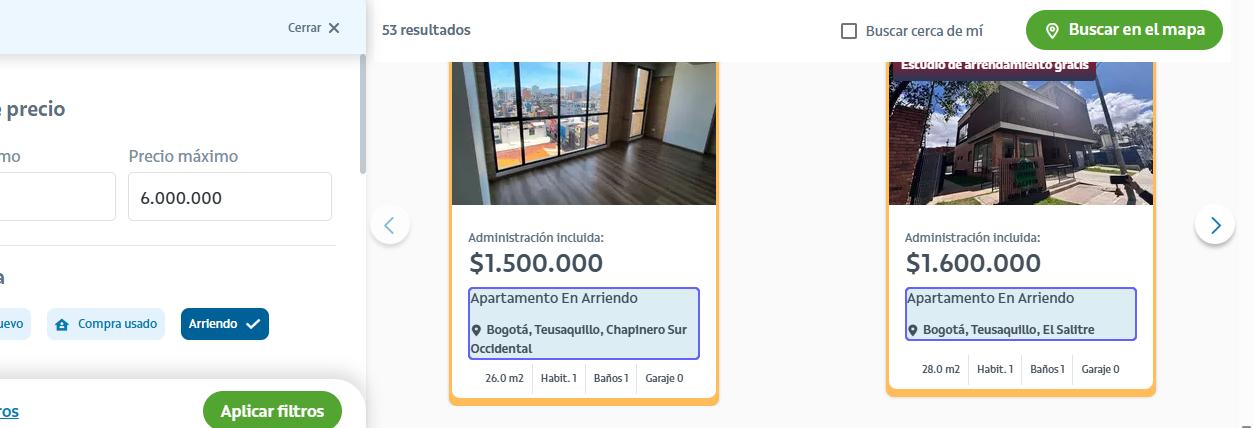 Cerrar
53 resultados
Buscar cerca de mí
Buscar en el mapa
Estudio de arrendamiento gratis
precio
mo
Precio máximo
6.000.000
a
uevo
Compra usado
Arriendo
ros
Aplicar filtros
Administración incluida:
$1.500.000
Apartamento En Arriendo
Bogotá, Teusaquillo, Chapinero Sur
Occidental
26.0 m2 Habit. 1 Baños 1 Garaje 0
Administración incluida:
$1.600.000
Apartamento En Arriendo
Bogotá, Teusaquillo, El Salitre
28.0 m2 Habit. 1 Baños 1 Garaje 0